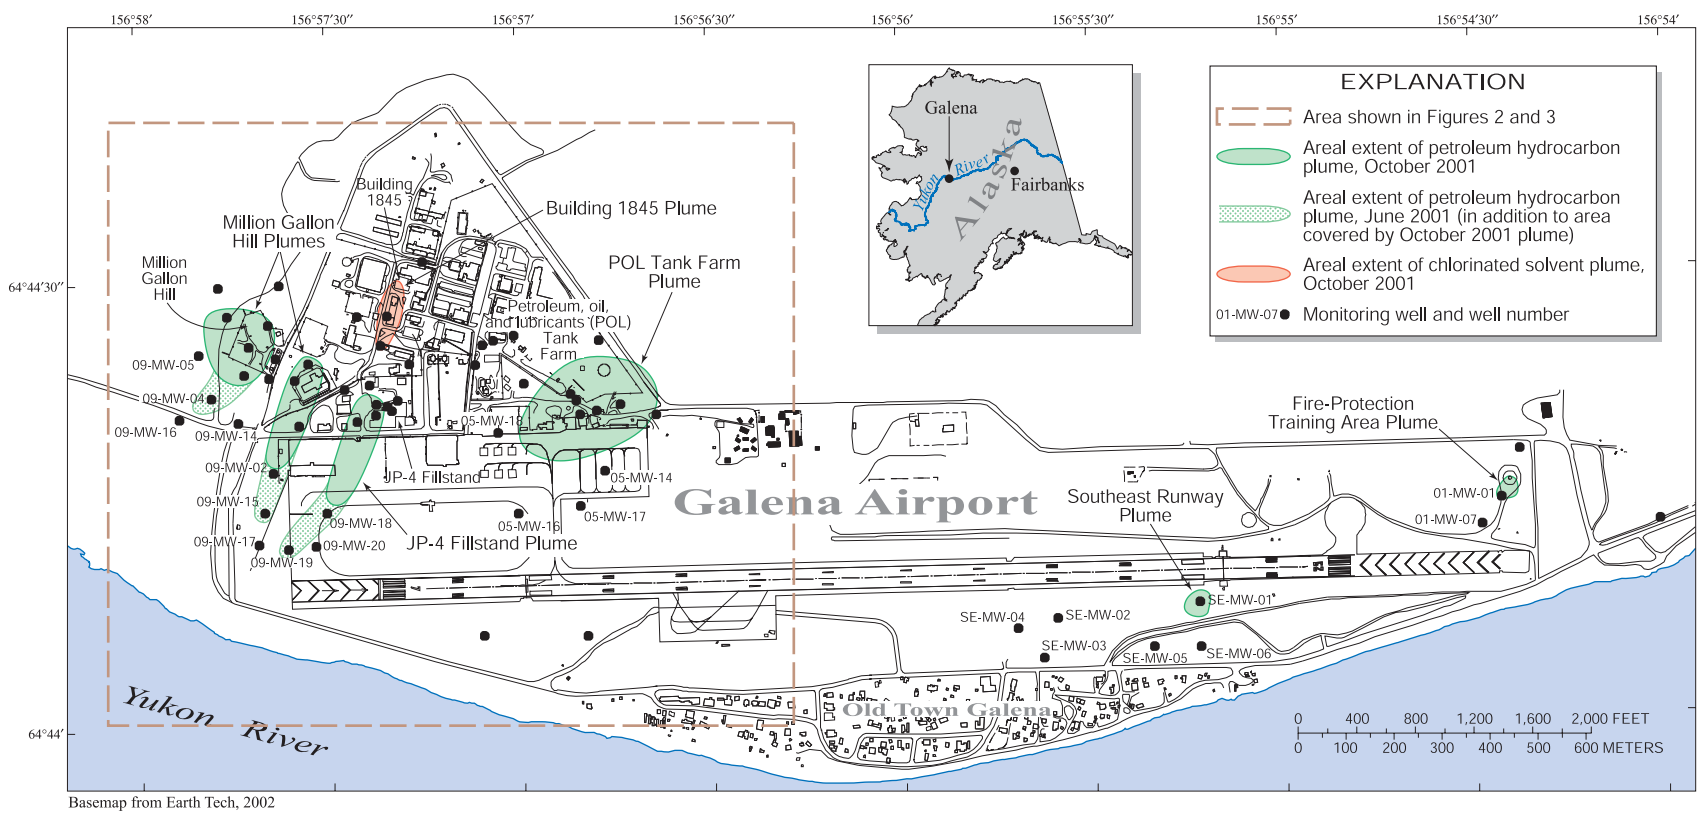 156°58' 156°57'30" 156°57' 156°56'30" 156°56' 156°55'30" 156°55' 156°54'30" 156°54'
64°44'30"
64°44'
EXPLANATION
Area shown in Figures 2 and 3
Areal extent of petroleum hydrocarbon
plume, October 2001
Areal extent of petroleum hydrocarbon
plume, June 2001 (in addition to area
covered by October 2001 plume)
Areal extent of chlorinated solvent plume,
October 2001
01-MW-07 Monitoring well and well number
Galena
Alaska
Yukon River
Fairbanks
Building
1845
Building 1845 Plume
Million Gallon
Hill Plumes
Million
Gallon
Hill
POL Tank Farm
Plume
Petroleum, oil,
and lubricants (POL)
Tank
Farm
09-MW-05
09-MW-04
09-MW-16
09-MW-14
09-MW-02
09-MW-15
09-MW-17
09-MW-19
09-MW-18
09-MW-20
05-MW-18
05-MW-14
05-MW-16
05-MW-17
JP-4 Fillstand
JP-4 Fillstand Plume
Galena Airport
Fire-Protection
Training Area Plume
01-MW-01
01-MW-07
Southeast Runway
Plume
SE-MW-01
SE-MW-02
SE-MW-04
SE-MW-03
SE-MW-05
SE-MW-06
Old Town Galena
Yukon River
0 400 800 1,200 1,600 2,000 FEET
0 100 200 300 400 500 600 METERS
Basemap from Earth Tech, 2002